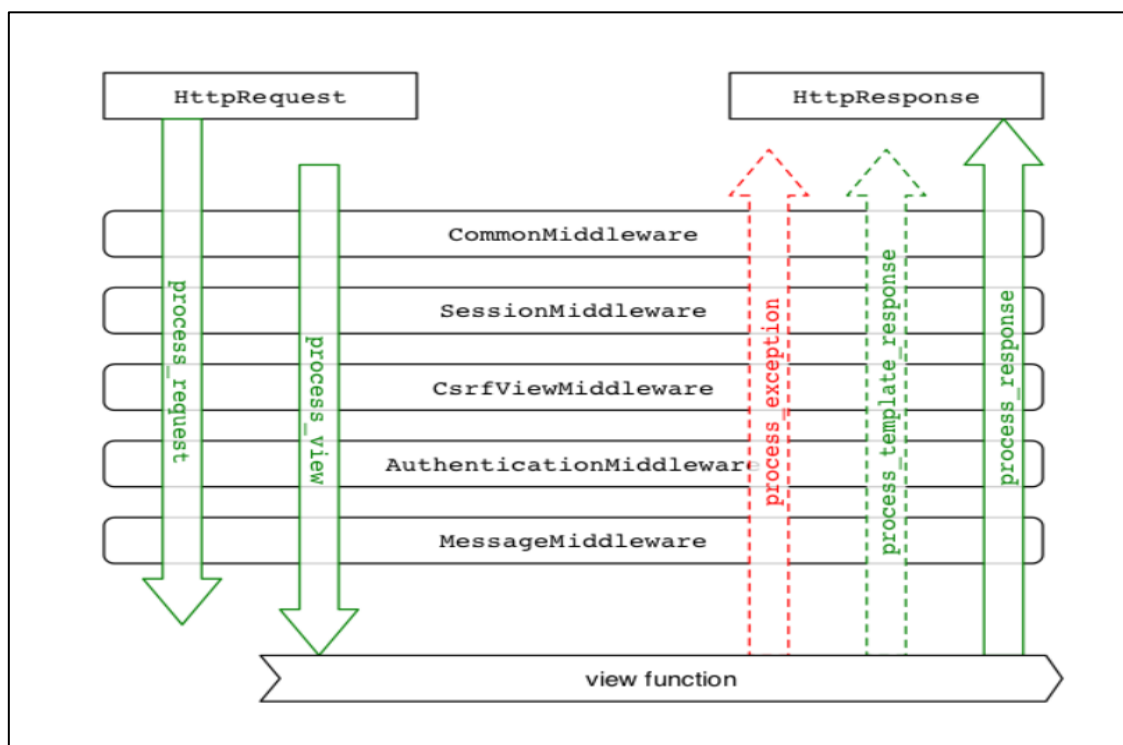 HttpRequest
HttpResponse
CommonMiddleware
SessionMiddleware
CsrfViewMiddleware
AuthenticationMiddleware
MessageMiddleware
process_request
process_view
process_exception
process_template_response
process_response
view function